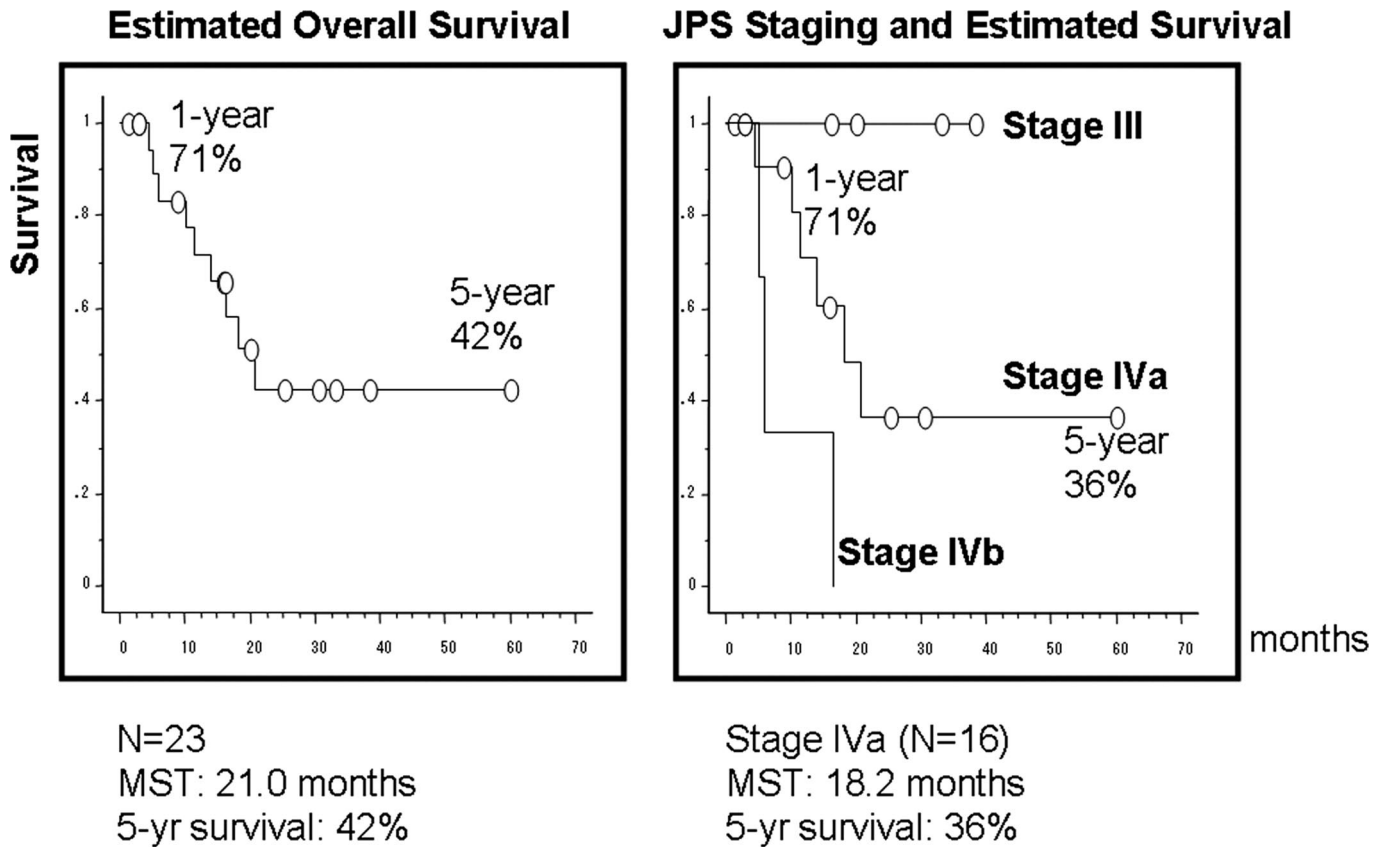 Estimated Overall Survival
JPS Staging and Estimated Survival
Survival
1
.8
.6
.4
.2
0
0 10 20 30 40 50 60 70
1-year
71%
5-year
42%
1
.8
.6
.4
.2
0
0 10 20 30 40 50 60 70
Stage III
1-year
71%
Stage IVa
5-year
36%
Stage IVb
months
N=23
MST: 21.0 months
5-yr survival: 42%
Stage IVa (N=16)
MST: 18.2 months
5-yr survival: 36%